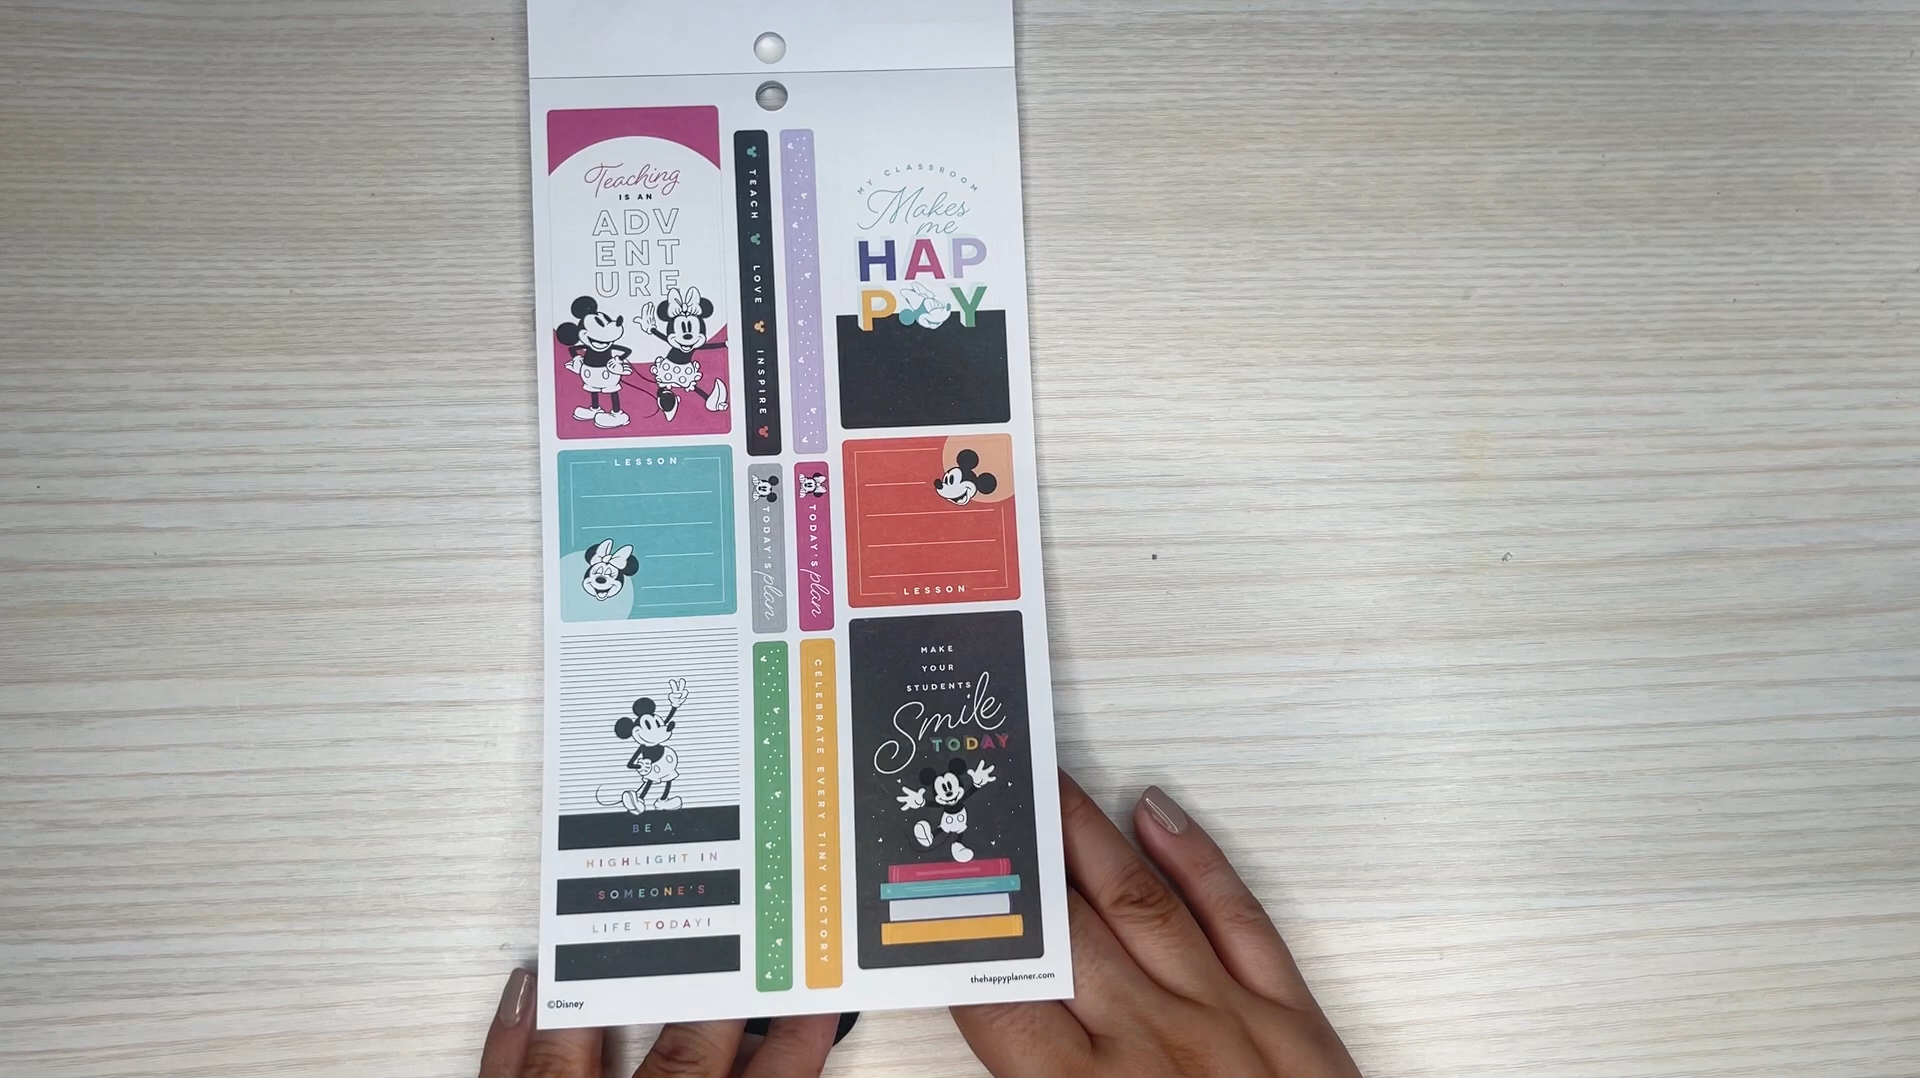 Teaching
IS AN
ADV
ENT
URE
TEACH LOVE INSPIRE
MY CLASSROOM
Makes
me
HAP
PY
LESSON
TODAY'S plan
TODAY'S plan
LESSON
BE A
HIGHLIGHT IN
SOMEONE'S
LIFE TODAY!
CELEBRATE EVERY TINY VICTORY
MAKE
YOUR
STUDENTS
Smile
TODAY
©Disney
thehappyplanner.com